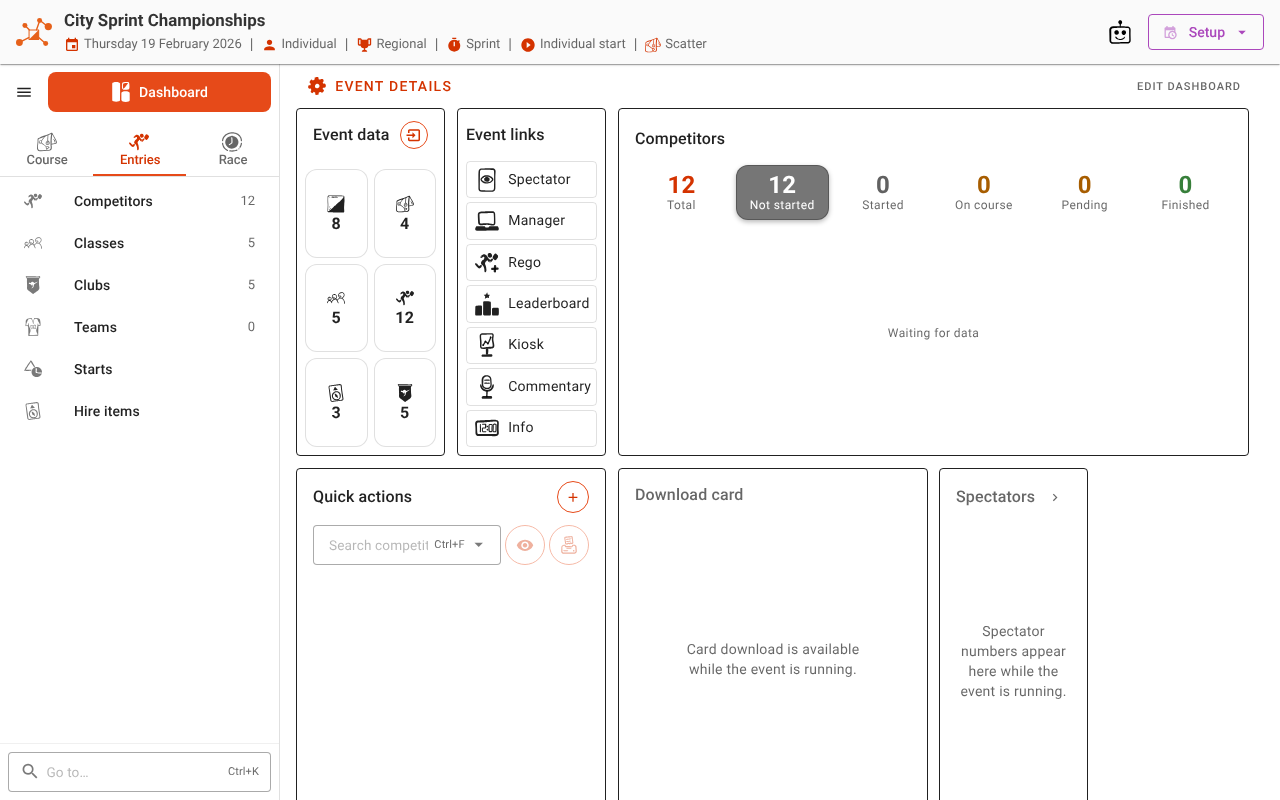 City Sprint Championships
Thursday 19 February 2026 | Individual | Regional | Sprint | Individual start | Scatter
Setup
Dashboard
Course
Entries
Race
Competitors 12
Classes 5
Clubs 5
Teams 0
Starts
Hire items
Go to...
Ctrl+K
EVENT DETAILS
EDIT DASHBOARD
Event data
8
4
5
12
3
5
Event links
Spectator
Manager
Rego
Leaderboard
Kiosk
Commentary
12:00 Info
Competitors
12 Total
12 Not started
0 Started
0 On course
0 Pending
0 Finished
Waiting for data
Quick actions
Search competit Ctrl+F
Download card
Card download is available
while the event is running.
Spectators
Spectator
numbers appear
here while the
event is running.